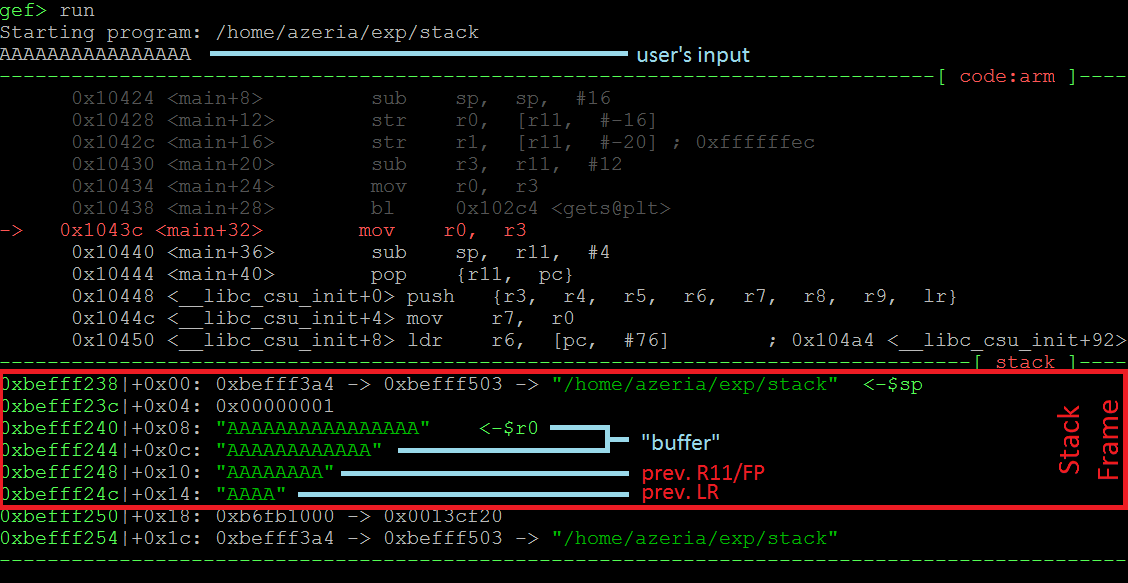 gef> run
Starting program: /home/azeria/exp/stack
AAAAAAAAAAAAAAAA user's input
[ code:arm ]
0x10424 <main+8> sub sp, sp, #16
0x10428 <main+12> str r0, [r11, #-16]
0x1042c <main+16> str r1, [r11, #-20] ; 0xffffffec
0x10430 <main+20> sub r3, r11, #12
0x10434 <main+24> mov r0, r3
0x10438 <main+28> bl 0x102c4 <gets@plt>
-> 0x1043c <main+32> mov r0, r3
0x10440 <main+36> sub sp, r11, #4
0x10444 <main+40> pop {r11, pc}
0x10448 <__libc_csu_init+0> push {r3, r4, r5, r6, r7, r8, r9, lr}
0x1044c <__libc_csu_init+4> mov r7, r0
0x10450 <__libc_csu_init+8> ldr r6, [pc, #76] ; 0x104a4 <__libc_csu_init+92>
[ stack ]
0xbefff238|+0x00: 0xbefff3a4 -> 0xbefff503 -> "/home/azeria/exp/stack" <-$sp
0xbefff23c|+0x04: 0x00000001
0xbefff240|+0x08: "AAAAAAAAAAAAAAAA" <-$r0
"buffer"
0xbefff244|+0x0c: "AAAAAAAAAAAA"
0xbefff248|+0x10: "AAAAAAAA" prev. R11/FP
0xbefff24c|+0x14: "AAAA" prev. LR
Stack
Frame
0xbefff250|+0x18: 0xb6fb1000 -> 0x0013cf20
0xbefff254|+0x1c: 0xbefff3a4 -> 0xbefff503 -> "/home/azeria/exp/stack"